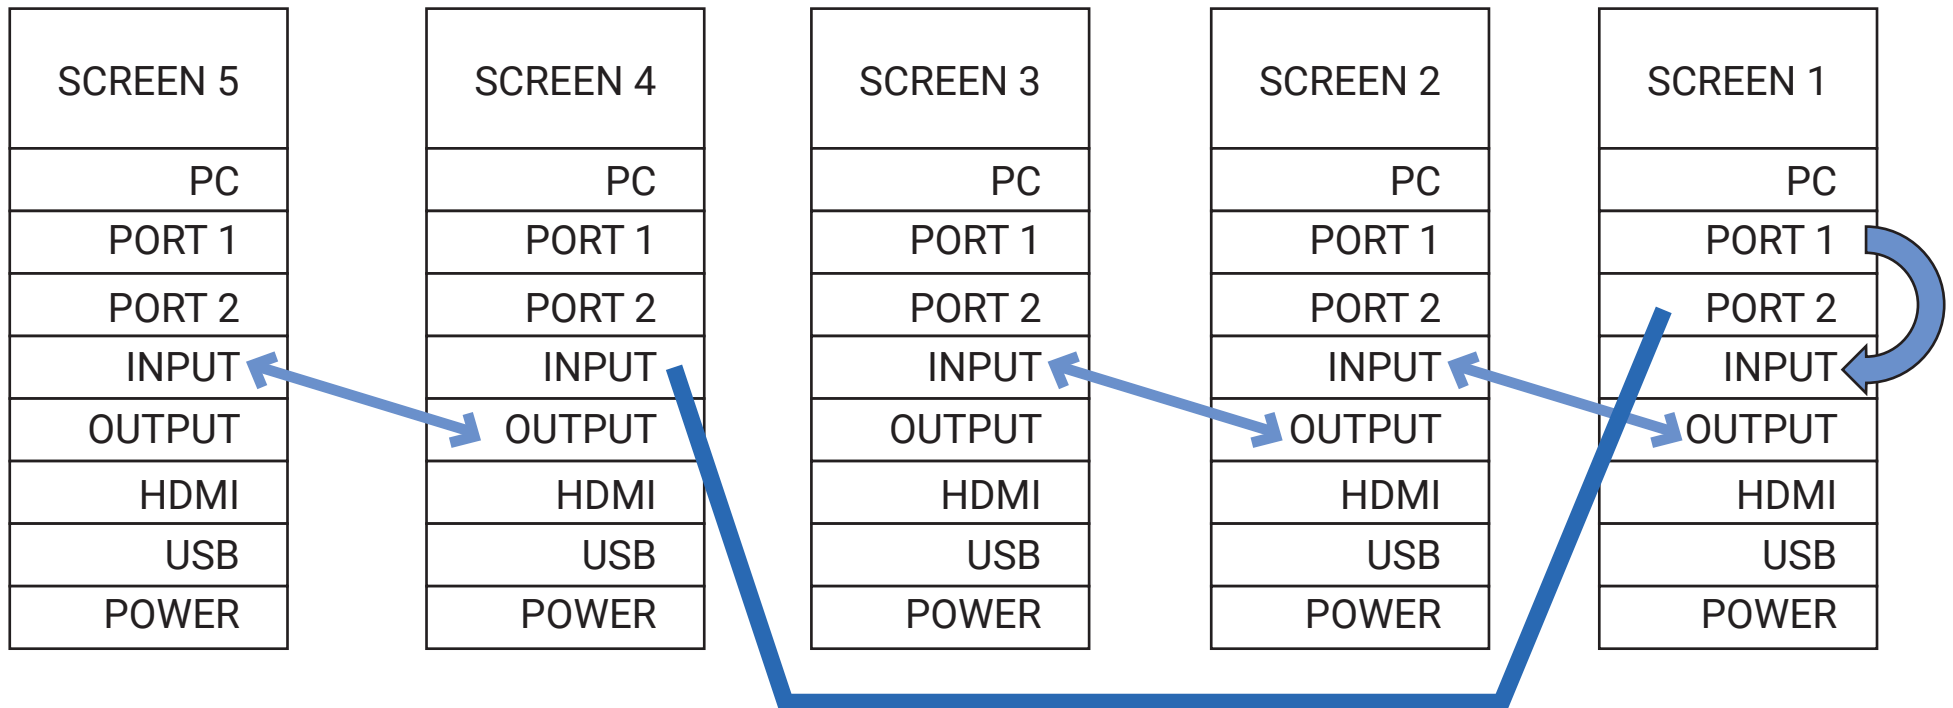 SCREEN 5
PC
PORT 1
PORT 2
INPUT
OUTPUT
HDMI
USB
POWER
SCREEN 4
PC
PORT 1
PORT 2
INPUT
OUTPUT
HDMI
USB
POWER
SCREEN 3
PC
PORT 1
PORT 2
INPUT
OUTPUT
HDMI
USB
POWER
SCREEN 2
PC
PORT 1
PORT 2
INPUT
OUTPUT
HDMI
USB
POWER
SCREEN 1
PC
PORT 1
PORT 2
INPUT
OUTPUT
HDMI
USB
POWER